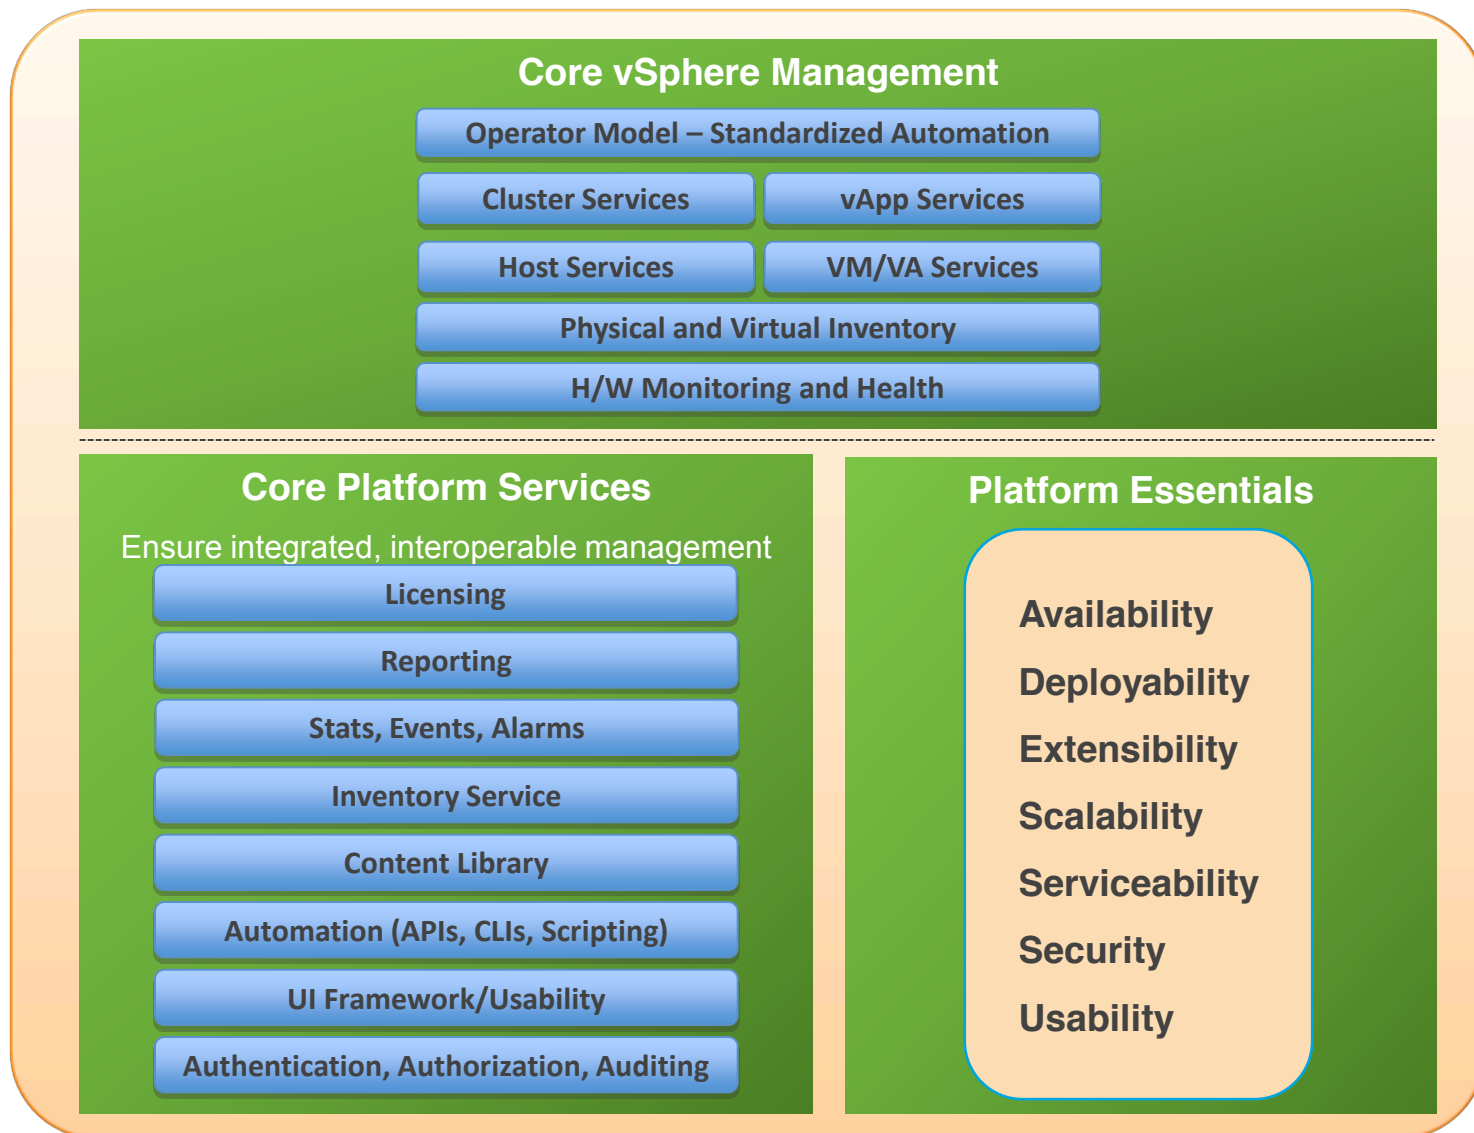 Core vSphere Management
Operator Model – Standardized Automation
Cluster Services
vApp Services
Host Services
VM/VA Services
Physical and Virtual Inventory
H/W Monitoring and Health
Core Platform Services
Ensure integrated, interoperable management
Licensing
Reporting
Stats, Events, Alarms
Inventory Service
Content Library
Automation (APIs, CLIs, Scripting)
UI Framework/Usability
Authentication, Authorization, Auditing
Platform Essentials
Availability
Deployability
Extensibility
Scalability
Serviceability
Security
Usability